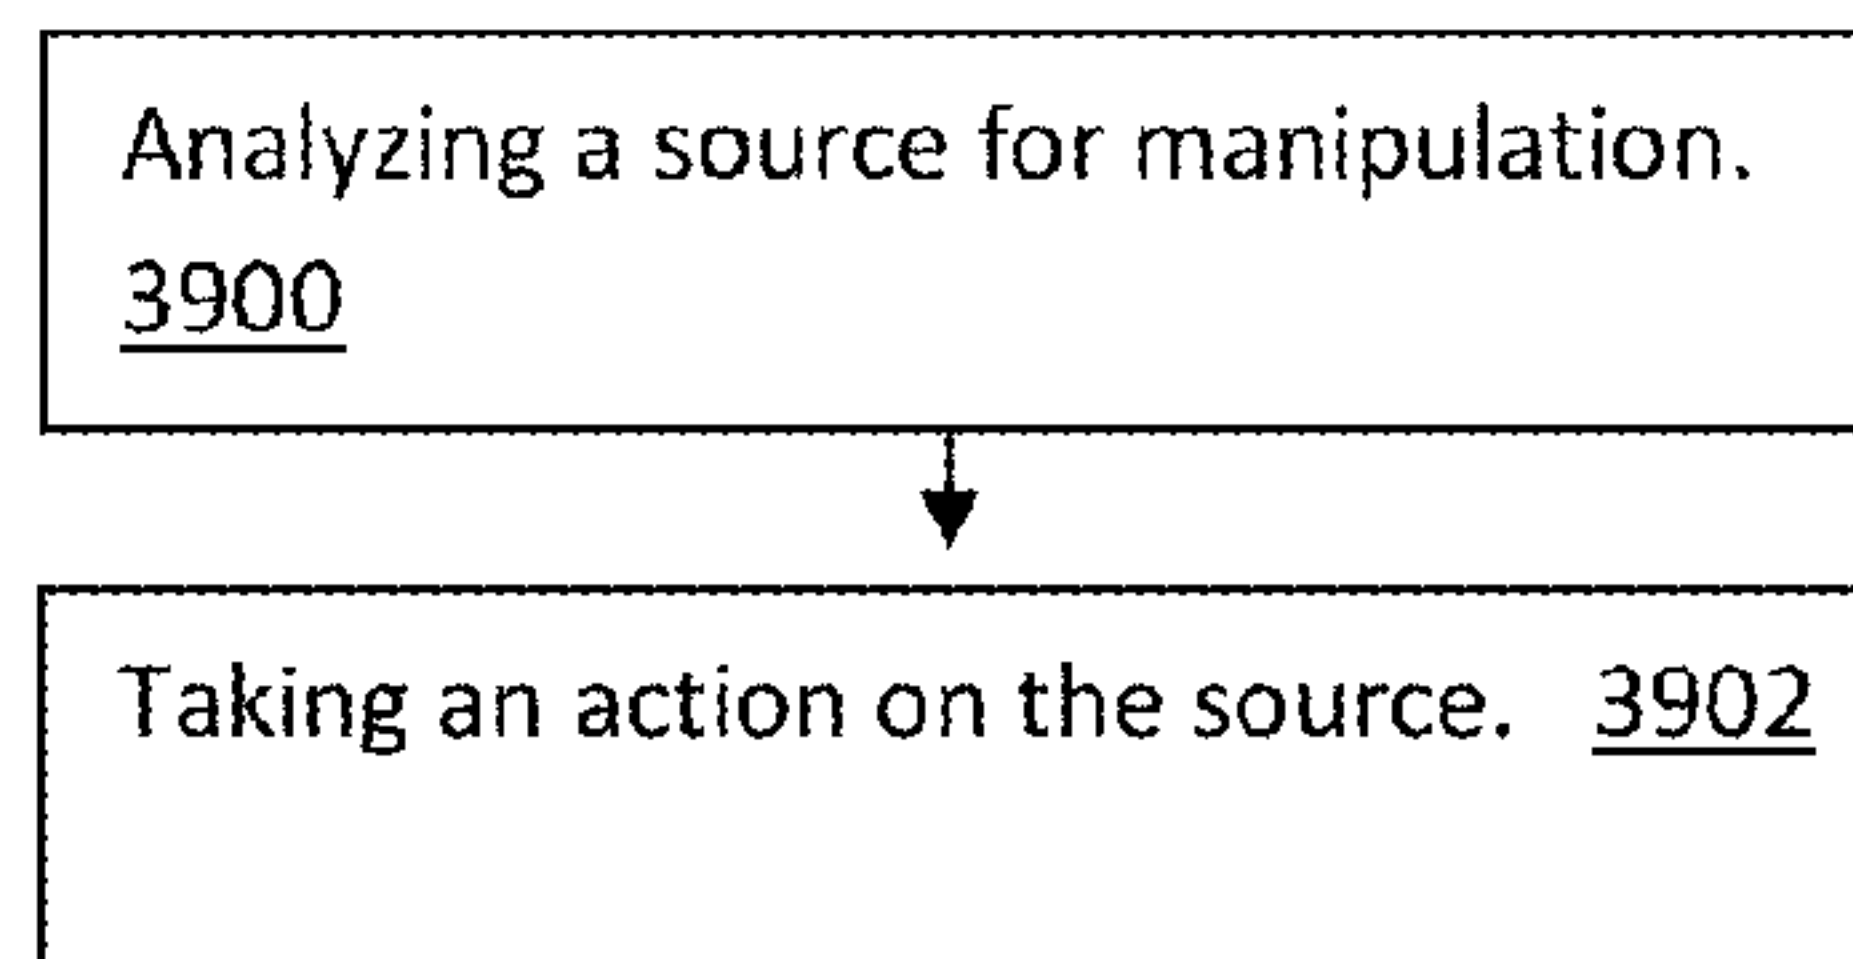 Analyzing a source for manipulation.
3900
Taking an action on the source. 3902